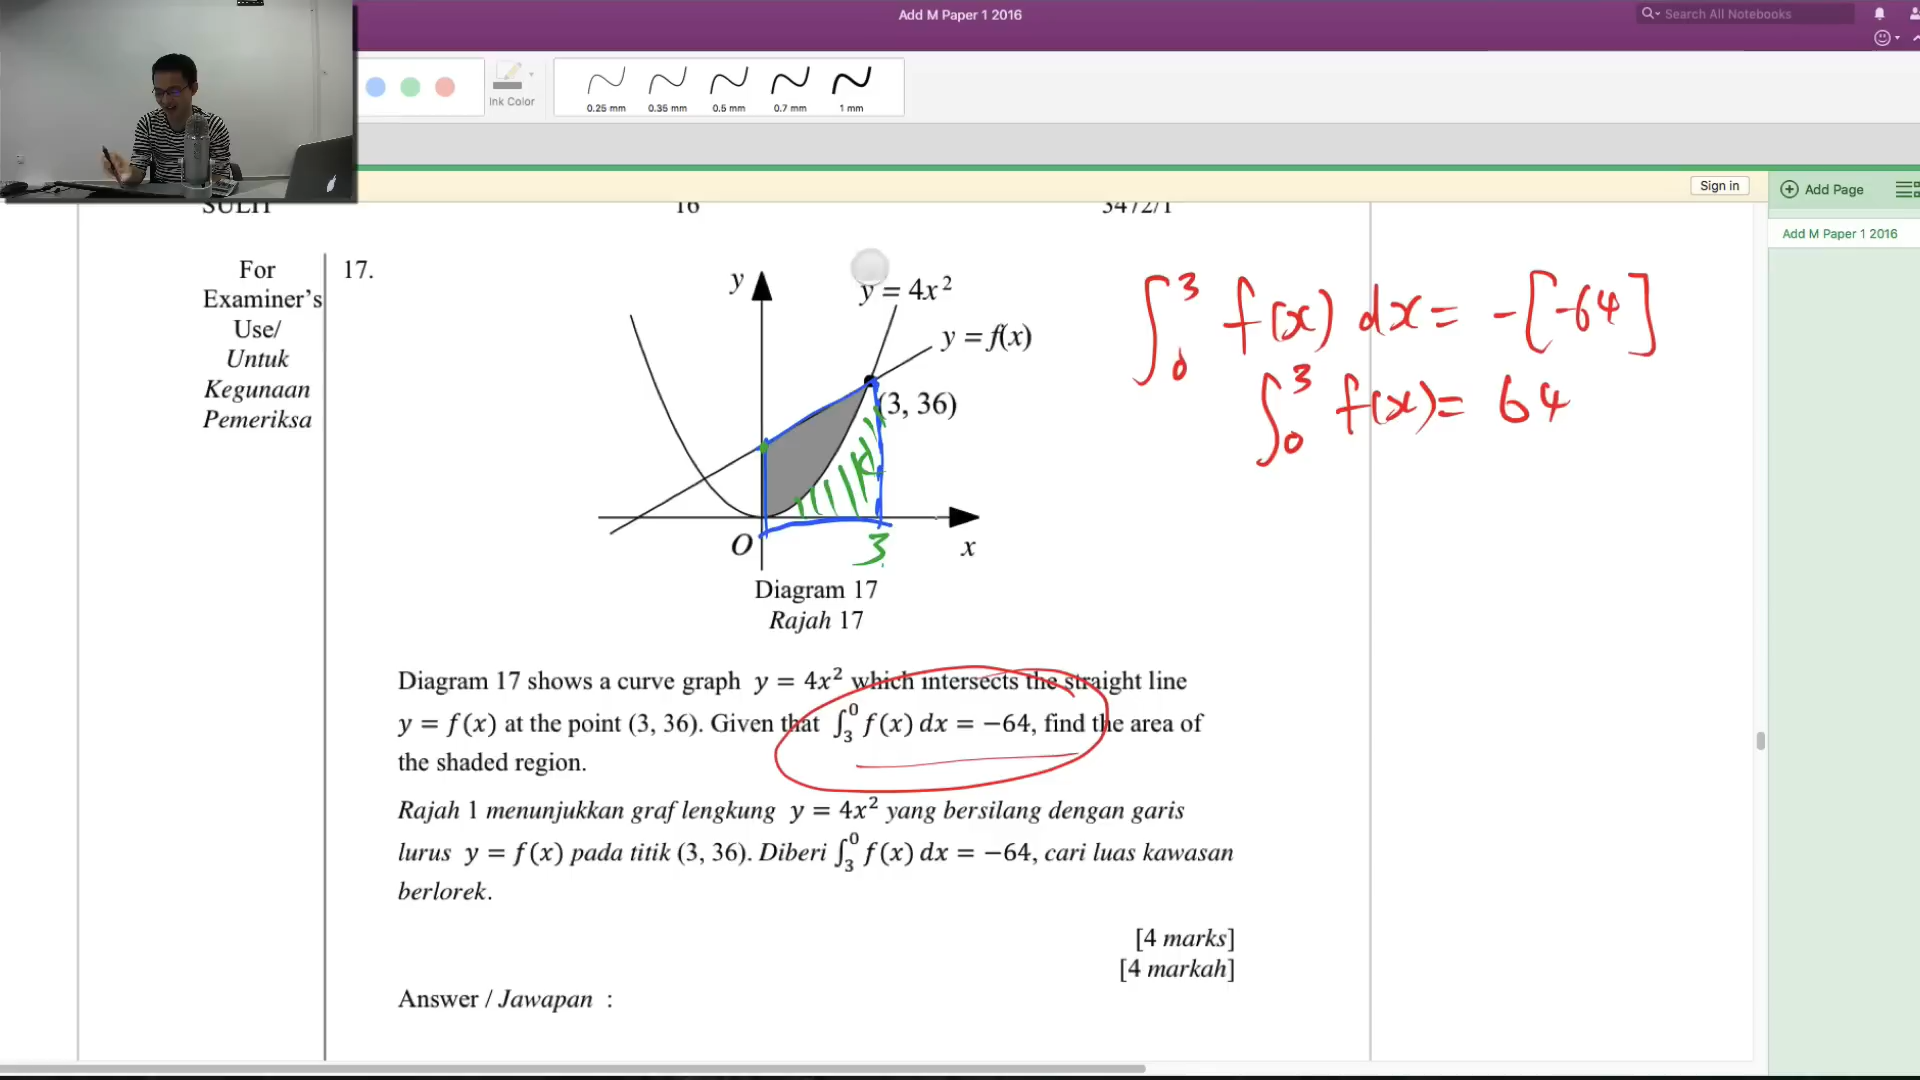 Add M Paper 1 2016
Search All Notebooks
Ink Color
0.25 mm 0.35 mm 0.5 mm 0.7 mm 1 mm
Sign in
Add Page
Add M Paper 1 2016
SULIT 16 3472/1
For
Examiner's
Use/
Untuk
Kegunaan
Pemeriksa
17.
y
y = 4x²
y = f(x)
(3, 36)
O
3
x
Diagram 17
Rajah 17
∫₀³ f(x) dx = -[-64]
∫₀³ f(x) = 64
Diagram 17 shows a curve graph y = 4x² which intersects the straight line
y = f(x) at the point (3, 36). Given that ∫₃⁰ f(x) dx = −64, find the area of
the shaded region.
Rajah 1 menunjukkan graf lengkung y = 4x² yang bersilang dengan garis
lurus y = f(x) pada titik (3, 36). Diberi ∫₃⁰ f(x) dx = −64, cari luas kawasan
berlorek.
[4 marks]
[4 markah]
Answer / Jawapan :